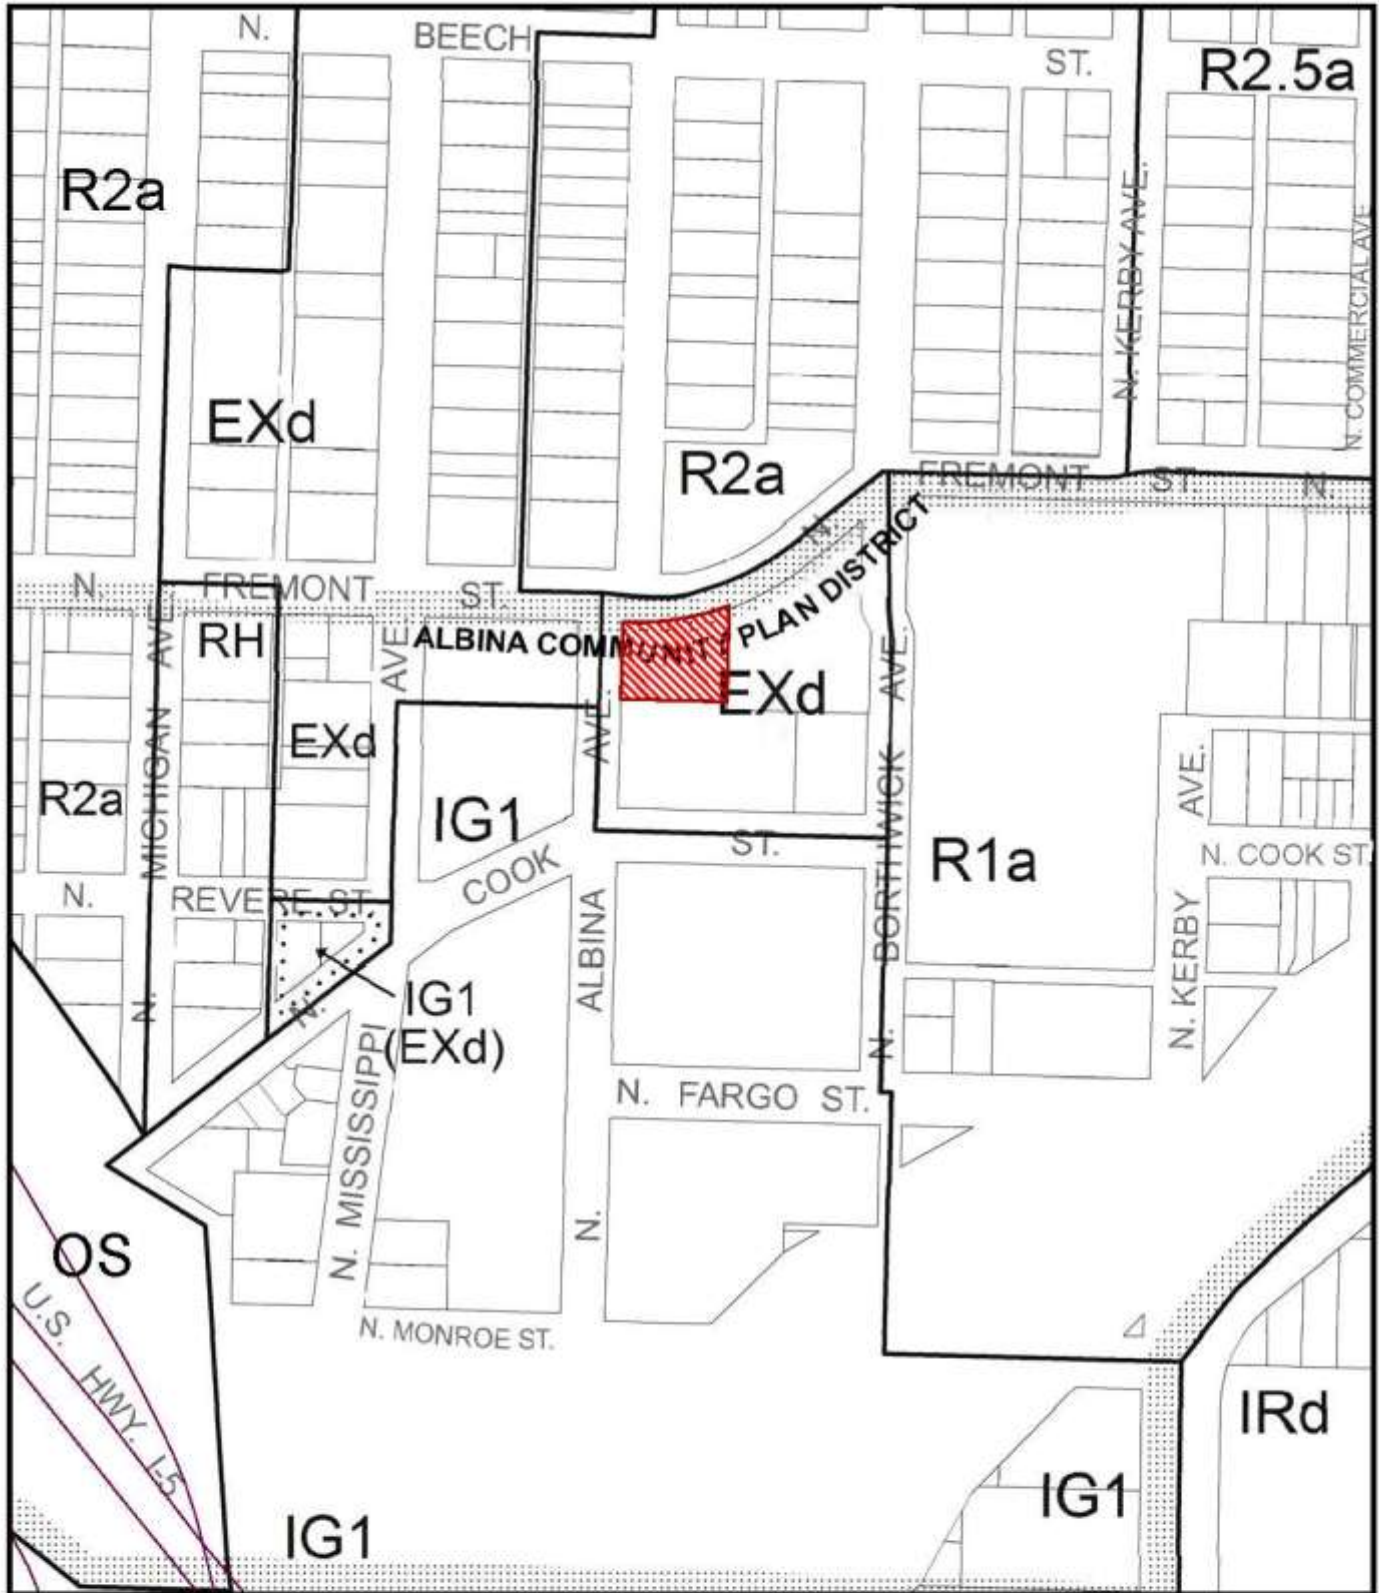 N. BEECH ST.
R2.5a
R2a
N. KERBY AVE.
N. COMMERCIAL AVE.
EXd
R2a
N. FREMONT ST. N.
N. FREMONT ST.
ALBINA COMMUNITY PLAN DISTRICT
RH
AVE.
EXd
EXd
AVE.
N. MICHIGAN AVE.
R2a
IG1
N. BORTHWICK AVE.
R1a
AVE.
COOK ST.
N. COOK ST.
N. REVERE ST.
N.
IG1
(EXd)
N. ALBINA
N. KERBY
N. MISSISSIPPI
N. FARGO ST.
OS
U.S. HWY. I-5
N. MONROE ST.
IRd
IG1
IG1